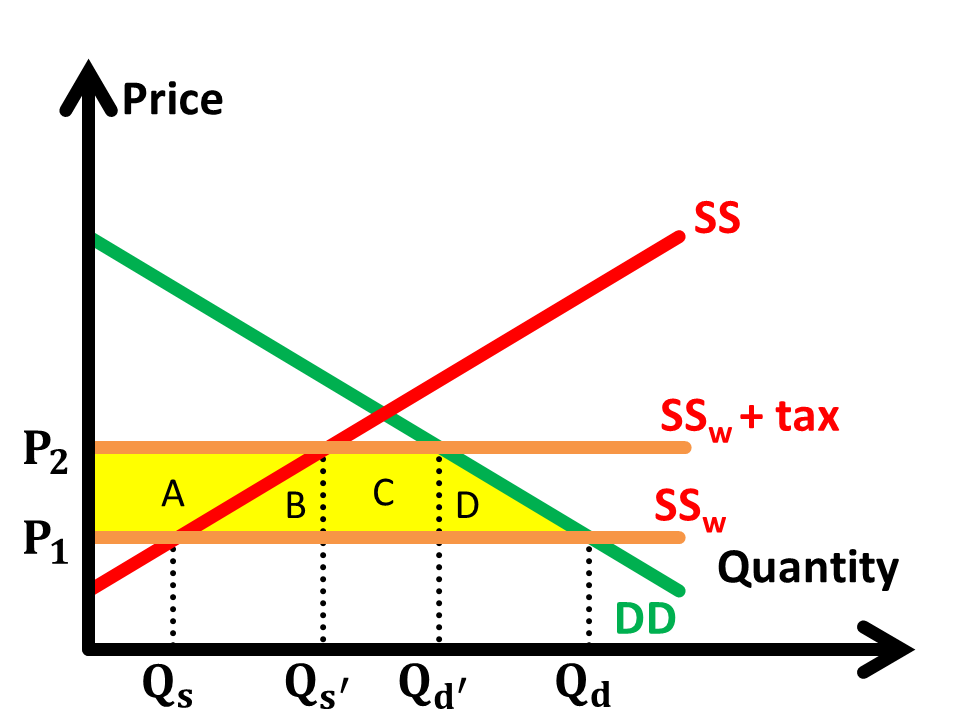 Price
SS
SSw + tax
P2
A
B
C
D
SSw
P1
Quantity
DD
Qs
Qs′
Qd′
Qd